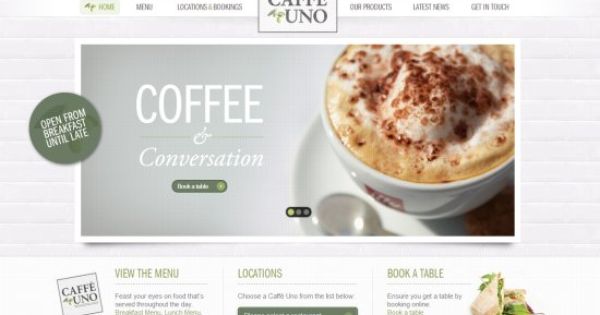 HOME MENU LOCATIONS & BOOKINGS CAFFÈ UNO OUR PRODUCTS LATEST NEWS GET IN TOUCH
OPEN FROM
BREAKFAST
UNTIL LATE
COFFEE
&
Conversation
Book a table
CAFFÈ
UNO
VIEW THE MENU
Feast your eyes on food that's
served throughout the day.
Breakfast Menu, Lunch Menu,
LOCATIONS
Choose a Caffè Uno from the list below:
BOOK A TABLE
Ensure you get a table by
booking online.
Book a table